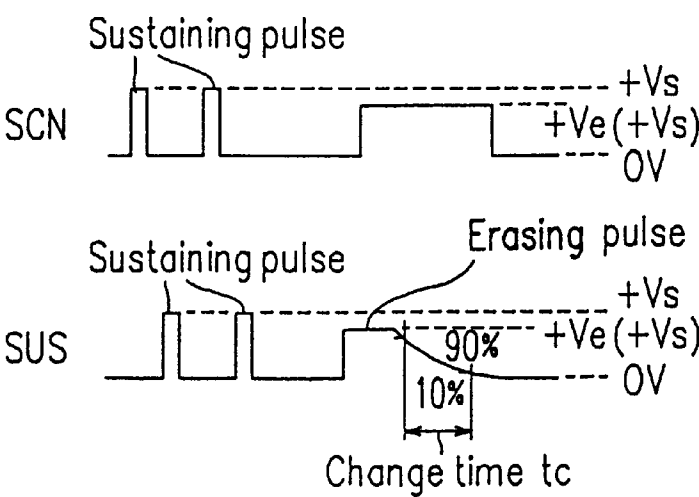 Sustaining pulse
+Vs
SCN
+Ve(+Vs)
0V
Erasing pulse
Sustaining pulse
+Vs
SUS
+Ve(+Vs)
90%
0V
10%
Change time tc